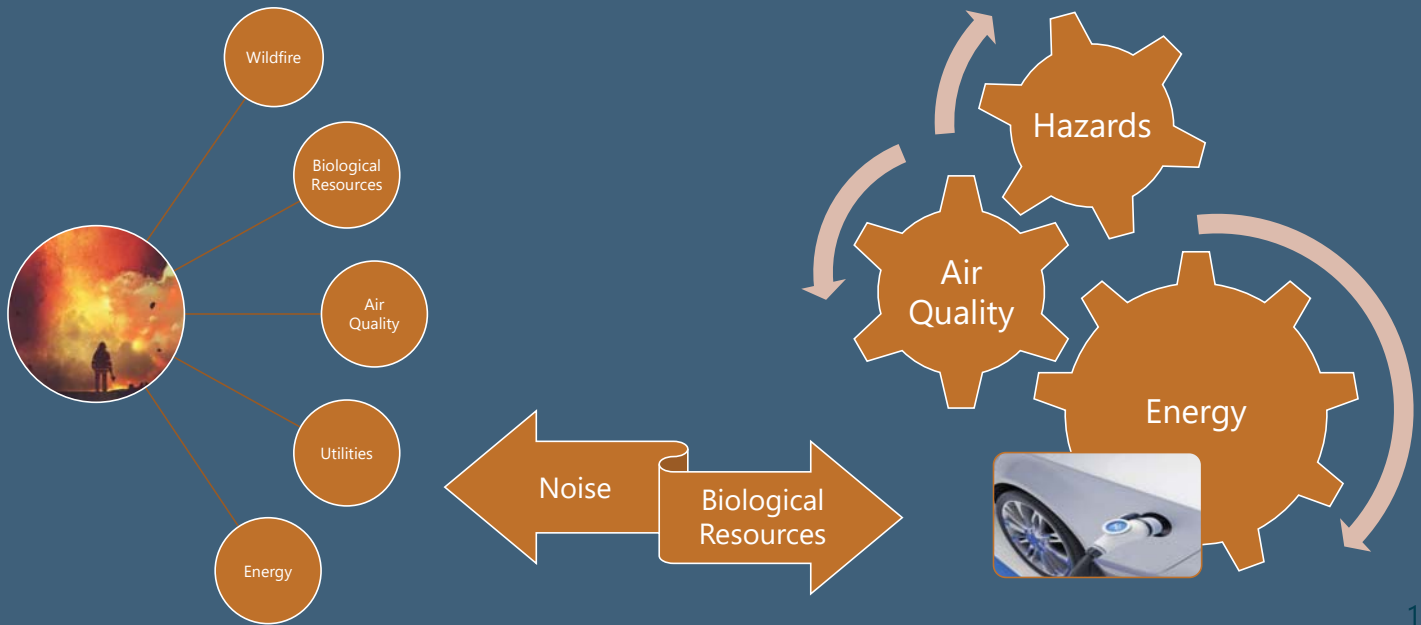 Wildfire
Biological
Resources
Air
Quality
Utilities
Energy
Noise
Biological
Resources
Hazards
Air
Quality
Energy
1